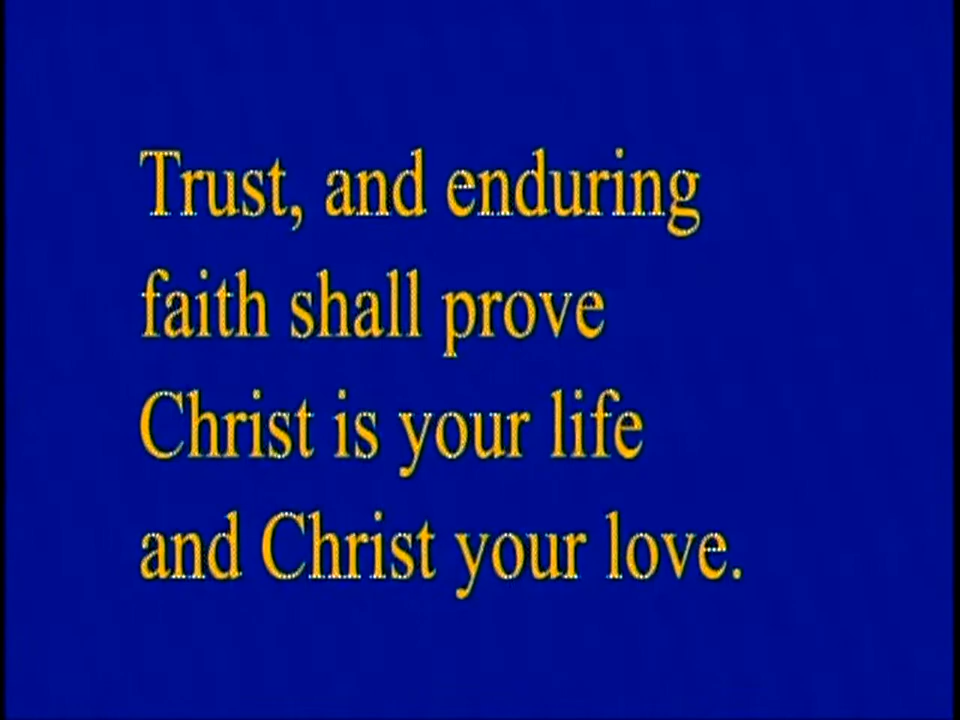 Trust, and enduring
faith shall prove
Christ is your life
and Christ your love.